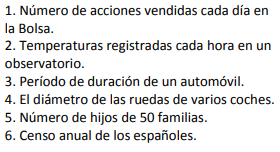 1. Número de acciones vendidas cada día en
la Bolsa.
2. Temperaturas registradas cada hora en un
observatorio.
3. Período de duración de un automóvil.
4. El diámetro de las ruedas de varios coches.
5. Número de hijos de 50 familias.
6. Censo anual de los españoles.